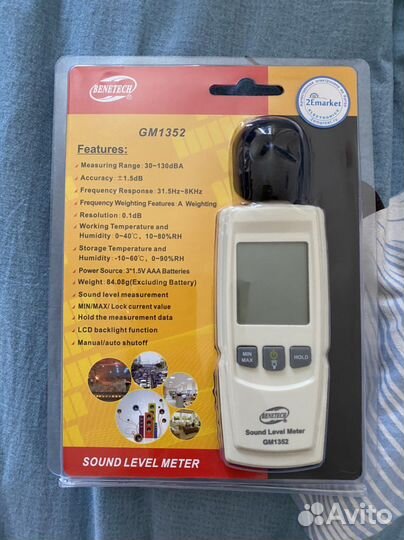 BENETECH
®
GM1352
Features:
Measuring Range: 30~130dBA
Accuracy: ±1.5dB
Frequency Response: 31.5Hz~8KHz
Frequency Weighting Features: A Weighting
Resolution: 0.1dB
Working Temperature and
Humidity: 0~40℃, 10~80%RH
Storage Temperature and
Humidity: -10~60℃, 0~90%RH
Power Source: 3*1.5V AAA Batteries
Weight: 84.08g(Excluding Battery)
Sound level measurement
MIN/MAX/ Lock current value
Hold the measurement data
LCD backlight function
Manual/auto shutoff
SOUND LEVEL METER
2Emarket
ELECTRONICS
MIN
MAX
HOLD
BENETECH
Sound Level Meter
GM1352
Avito